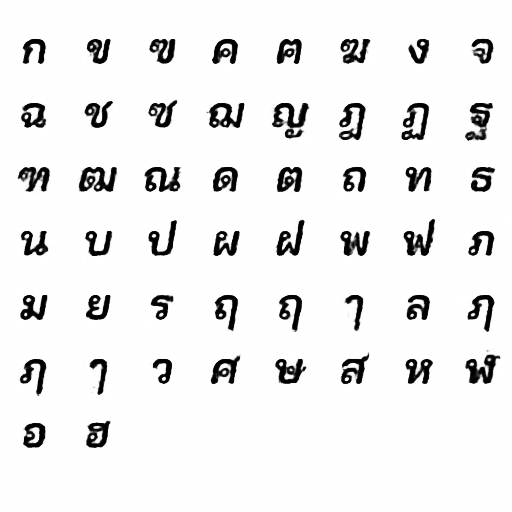 ก ข ฃ ค ฅ ฆ ง จ
ฉ ช ซ ฌ ญ ฎ ฏ ฐ
ฑ ฒ ณ ด ต ถ ท ธ
น บ ป ผ ฝ พ ฟ ภ
ม ย ร ฤ ฤ ๅ ล ฦ
ฦ ๅ ว ศ ษ ส ห ฬ
อ ฮ